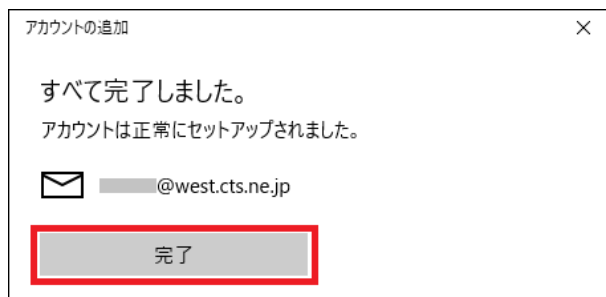 アカウントの追加
すべて完了しました。
アカウントは正常にセットアップされました。
@west.cts.ne.jp
完了